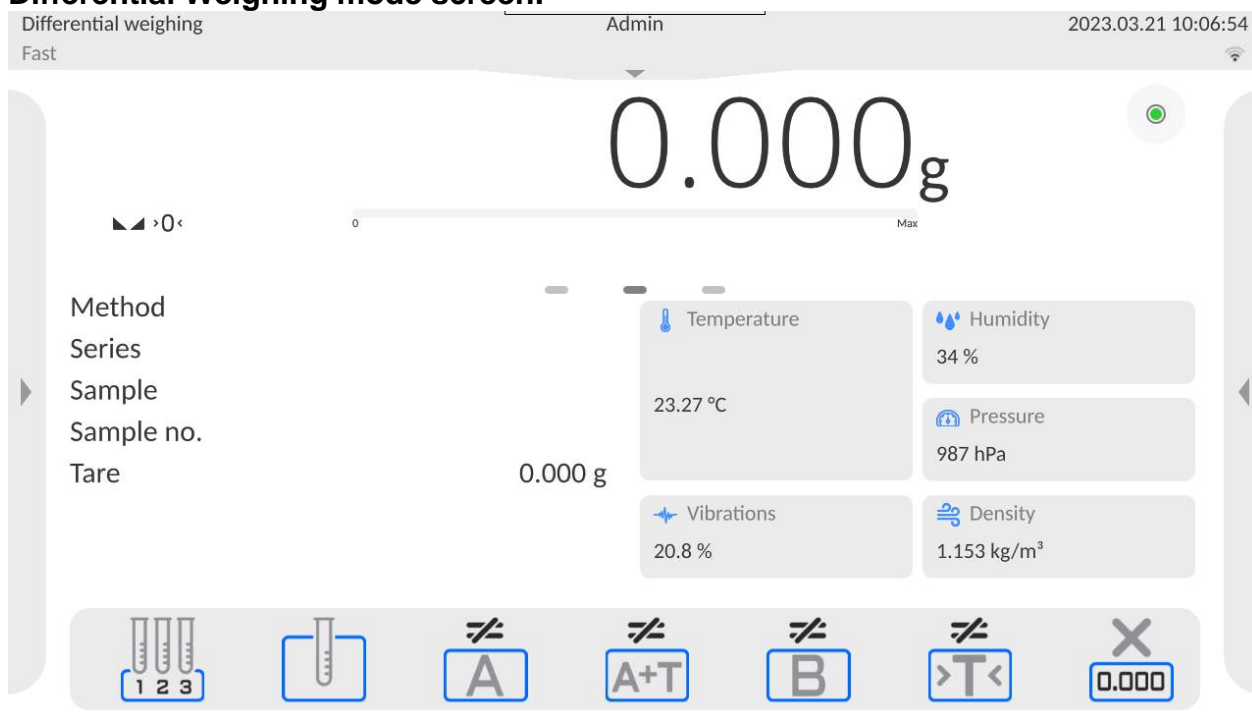 Differential Weighing mode screen.
Differential weighing
Admin
2023.03.21 10:06:54
Fast
0.000 g
>0<
0
Max
Method
Series
Sample
Sample no.
Tare 0.000 g
Temperature
23.27 °C
Humidity
34 %
Pressure
987 hPa
Vibrations
20.8 %
Density
1.153 kg/m³
1 2 3
A
A+T
B
>T<
0.000